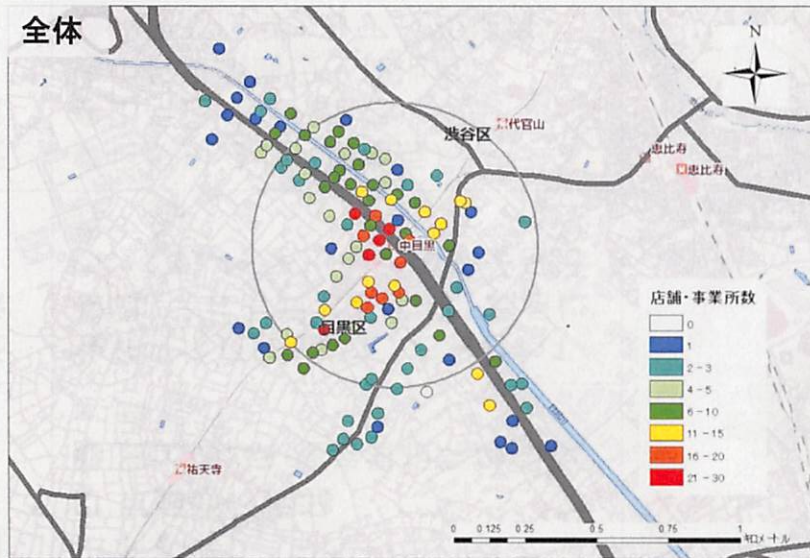 全体
N
渋谷区
代官山
恵比寿
恵比寿
中目黒
目黒区
祐天寺
店舗・事業所数
0
1
2-3
4-5
6-10
11-15
16-20
21-30
0 0.125 0.25 0.5 0.75 1
キロメートル